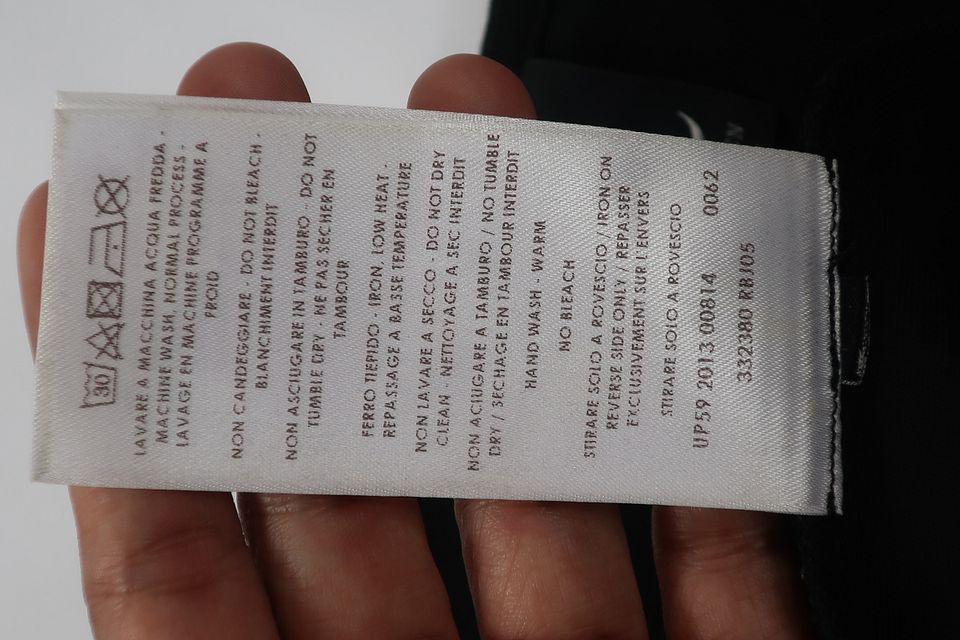 30
LAVARE A MACCHINA ACQUA FREDDA -
MACHINE WASH, NORMAL PROCESS -
LAVAGE EN MACHINE PROGRAMME A
PROID
NON CANDEGGIARE - DO NOT BLEACH -
BLANCHIMENT INTERDIT
NON ASCIUGARE IN TAMBURO - DO NOT
TUMBLE DRY - NE PAS SECHER EN
TAMBOUR
FERRO TIEPIDO - IRON, LOW HEAT -
REPASSAGE A BASSE TEMPERATURE
NON LAVARE A SECCO - DO NOT DRY
CLEAN - NETTOYAGE A SEC INTERDIT
NON ACIUGARE A TAMBURO / NO TUMBLE
DRY / SECHAGE EN TAMBOUR INTERDIT
HAND WASH - WARM
NO BLEACH
STIRARE SOLO A ROVESCIO / IRON ON
REVERSE SIDE ONLY / REPASSER
EXCLUSIVEMENT SUR L'ENVERS
STIRARE SOLO A ROVESCIO
UP59 2013 00814 0062
332380 RBJ05